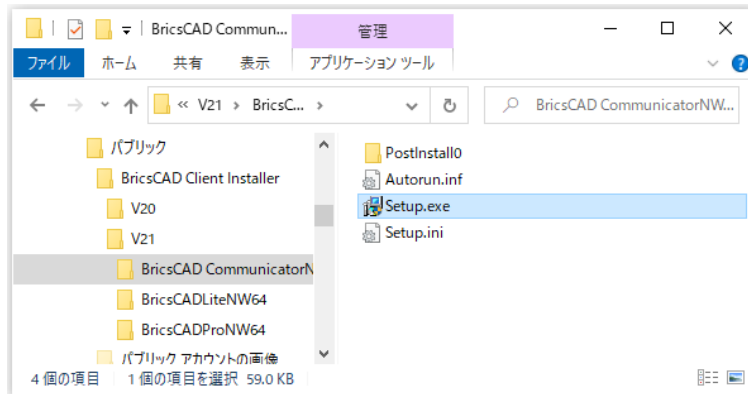 BricsCAD Commun... 管理
ファイル ホーム 共有 表示 アプリケーション ツール
« V21 › BricsC... › BricsCAD CommunicatorNW...
パブリック
BricsCAD Client Installer
V20
V21
BricsCAD CommunicatorN
BricsCADLiteNW64
BricsCADProNW64
パブリック アカウントの画像
PostInstall0
Autorun.inf
Setup.exe
Setup.ini
4 個の項目 1 個の項目を選択 59.0 KB